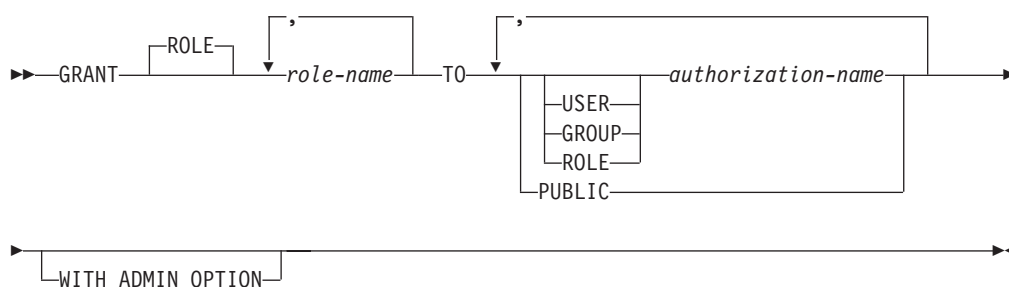 , ,
ROLE
GRANT role-name TO authorization-name
USER
GROUP
ROLE
PUBLIC
WITH ADMIN OPTION